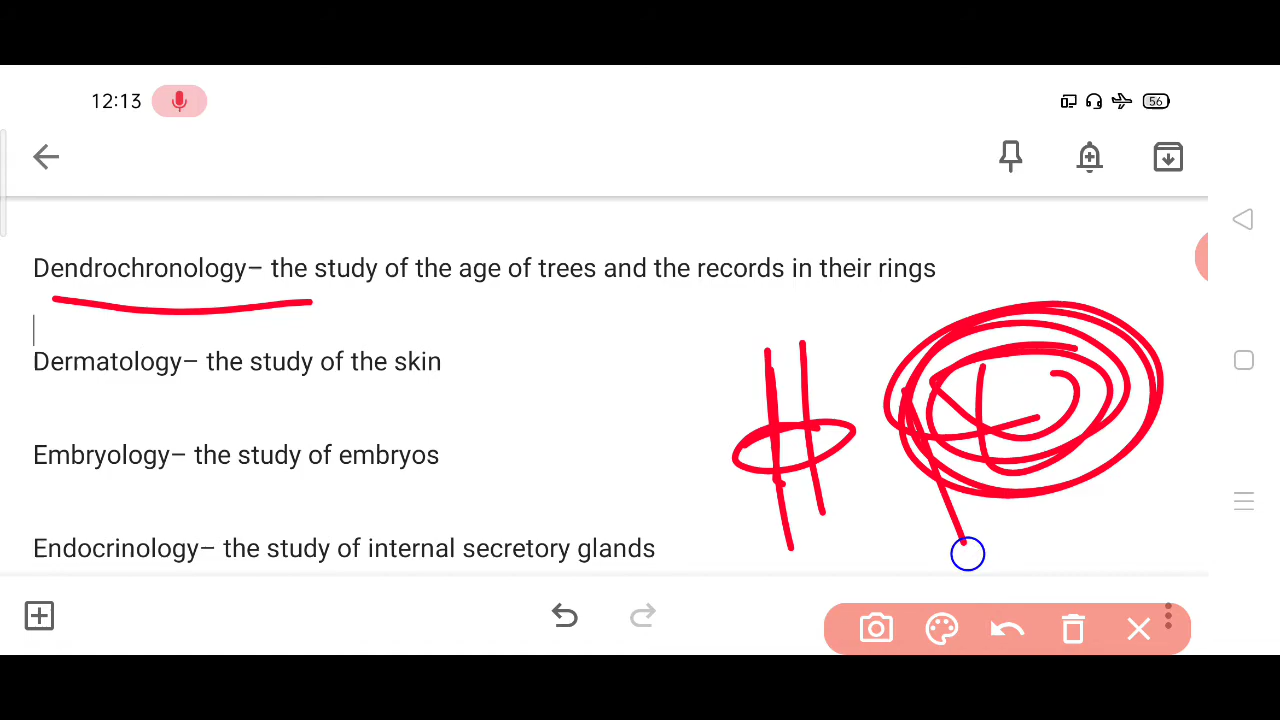 12:13
56
Dendrochronology– the study of the age of trees and the records in their rings
Dermatology– the study of the skin
Embryology– the study of embryos
Endocrinology– the study of internal secretory glands